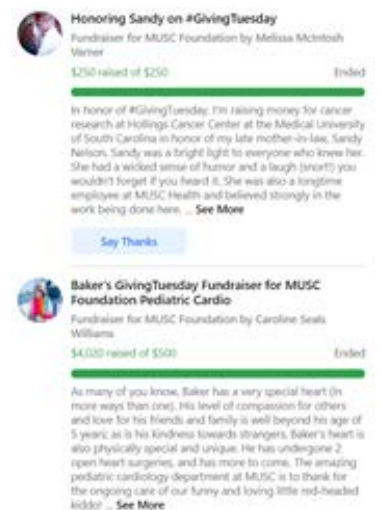 Honoring Sandy on #GivingTuesday
Fundraiser for MUSC Foundation by Melissa McIntosh
Varner
$250 raised of $250 Ended
In honor of #GivingTuesday, I'm raising money for cancer
research at Hollings Cancer Center at the Medical University
of South Carolina in honor of my late mother-in-law, Sandy
Nelson. Sandy was a bright light to everyone who knew her.
She had a wicked sense of humor and a laugh (snort!) you
wouldn't forget if you heard it. She was also a longtime
employee at MUSC Health and believed strongly in the
work being done here. ... See More
Say Thanks
Baker's GivingTuesday Fundraiser for MUSC
Foundation Pediatric Cardio
Fundraiser for MUSC Foundation by Caroline Seals
Williams
$4,020 raised of $500 Ended
As many of you know, Baker has a very special heart (in
more ways than one). His level of compassion for others
and love for his friends and family is well beyond his age of
5 years; as is his kindness towards strangers. Baker's heart is
also physically special and unique. He has undergone 2
open heart surgeries, and has more to come. The amazing
pediatric cardiology department at MUSC is to thank for
the ongoing care of our funny and loving little red-headed
kiddo! ... See More